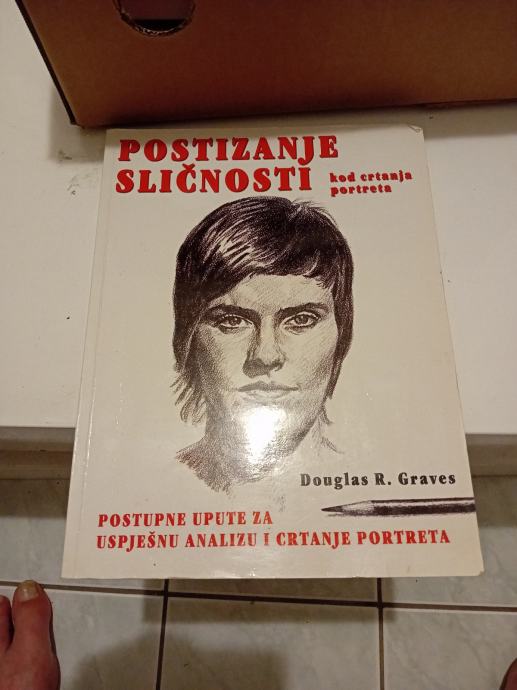 POSTIZANJE
SLIČNOSTI kod crtanja
portreta
Douglas R. Graves
POSTUPNE UPUTE ZA
USPJEŠNU ANALIZU I CRTANJE PORTRETA